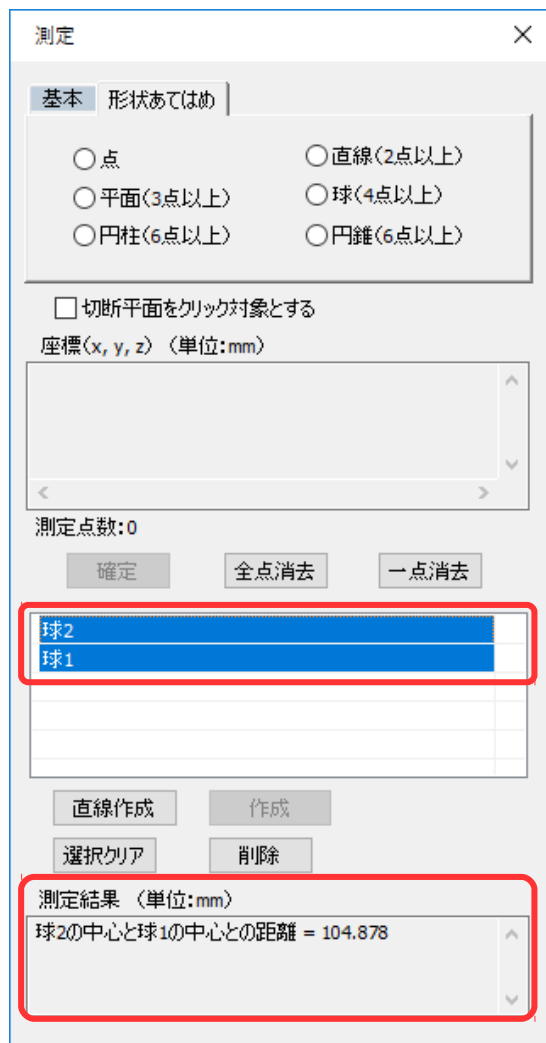 測定
基本 形状あてはめ
点 直線(2点以上)
平面(3点以上) 球(4点以上)
円柱(6点以上) 円錐(6点以上)
切断平面をクリック対象とする
座標(x, y, z) (単位:mm)
測定点数:0
確定 全点消去 一点消去
球2
球1
直線作成 作成
選択クリア 削除
測定結果 (単位:mm)
球2の中心と球1の中心との距離 = 104.878